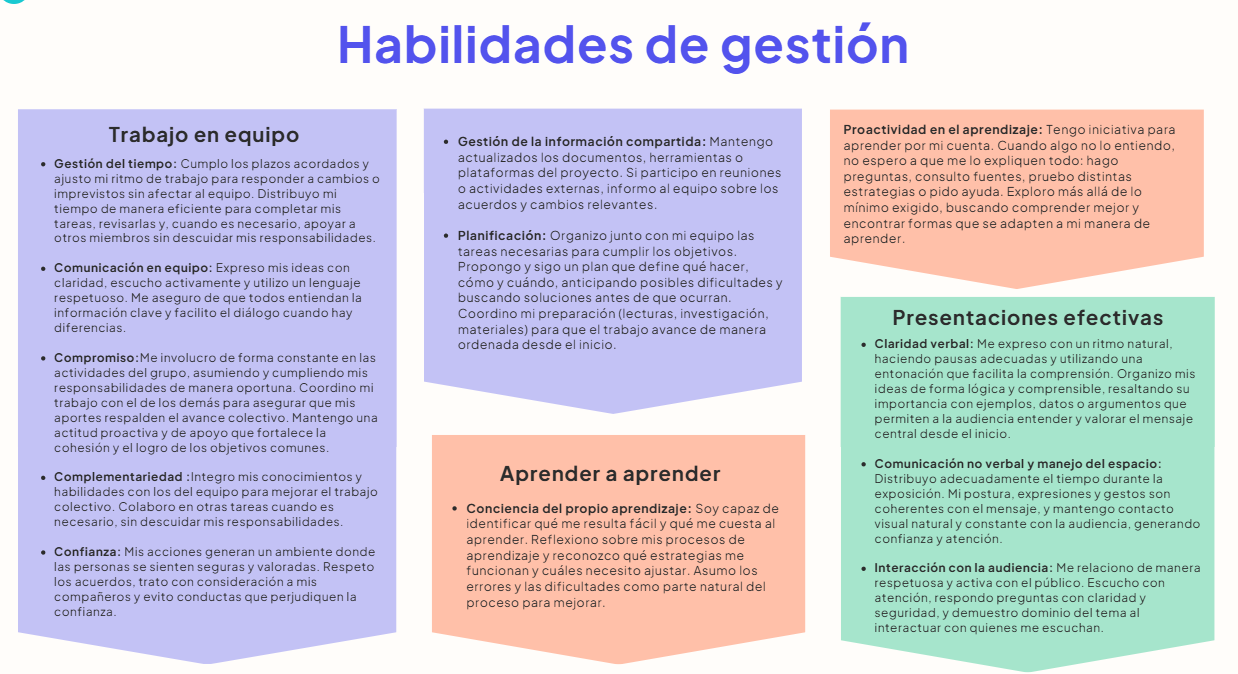 Habilidades de gestión
Trabajo en equipo
• Gestión del tiempo: Cumplo los plazos acordados y
ajusto mi ritmo de trabajo para responder a cambios o
imprevistos sin afectar al equipo. Distribuyo mi
tiempo de manera eficiente para completar mis
tareas, revisarlas y, cuando es necesario, apoyar a
otros miembros sin descuidar mis responsabilidades.
• Comunicación en equipo: Expreso mis ideas con
claridad, escucho activamente y utilizo un lenguaje
respetuoso. Me aseguro de que todos entiendan la
información clave y facilito el diálogo cuando hay
diferencias.
• Compromiso:Me involucro de forma constante en las
actividades del grupo, asumiendo y cumpliendo mis
responsabilidades de manera oportuna. Coordino mi
trabajo con el de los demás para asegurar que mis
aportes respalden el avance colectivo. Mantengo una
actitud proactiva y de apoyo que fortalece la
cohesión y el logro de los objetivos comunes.
• Complementariedad :Integro mis conocimientos y
habilidades con los del equipo para mejorar el trabajo
colectivo. Colaboro en otras tareas cuando es
necesario, sin descuidar mis responsabilidades.
• Confianza: Mis acciones generan un ambiente donde
las personas se sienten seguras y valoradas. Respeto
los acuerdos, trato con consideración a mis
compañeros y evito conductas que perjudiquen la
confianza.
• Gestión de la información compartida: Mantengo
actualizados los documentos, herramientas o
plataformas del proyecto. Si participo en reuniones
o actividades externas, informo al equipo sobre los
acuerdos y cambios relevantes.
• Planificación: Organizo junto con mi equipo las
tareas necesarias para cumplir los objetivos.
Propongo y sigo un plan que define qué hacer,
cómo y cuándo, anticipando posibles dificultades y
buscando soluciones antes de que ocurran.
Coordino mi preparación (lecturas, investigación,
materiales) para que el trabajo avance de manera
ordenada desde el inicio.
Aprender a aprender
• Conciencia del propio aprendizaje: Soy capaz de
identificar qué me resulta fácil y qué me cuesta al
aprender. Reflexiono sobre mis procesos de
aprendizaje y reconozco qué estrategias me
funcionan y cuáles necesito ajustar. Asumo los
errores y las dificultades como parte natural del
proceso para mejorar.
Proactividad en el aprendizaje: Tengo iniciativa para
aprender por mi cuenta. Cuando algo no lo entiendo,
no espero a que me lo expliquen todo: hago
preguntas, consulto fuentes, pruebo distintas
estrategias o pido ayuda. Exploro más allá de lo
mínimo exigido, buscando comprender mejor y
encontrar formas que se adapten a mi manera de
aprender.
Presentaciones efectivas
• Claridad verbal: Me expreso con un ritmo natural,
haciendo pausas adecuadas y utilizando una
entonación que facilita la comprensión. Organizo mis
ideas de forma lógica y comprensible, resaltando su
importancia con ejemplos, datos o argumentos que
permiten a la audiencia entender y valorar el mensaje
central desde el inicio.
• Comunicación no verbal y manejo del espacio:
Distribuyo adecuadamente el tiempo durante la
exposición. Mi postura, expresiones y gestos son
coherentes con el mensaje, y mantengo contacto
visual natural y constante con la audiencia, generando
confianza y atención.
• Interacción con la audiencia: Me relaciono de manera
respetuosa y activa con el público. Escucho con
atención, respondo preguntas con claridad y
seguridad, y demuestro dominio del tema al
interactuar con quienes me escuchan.